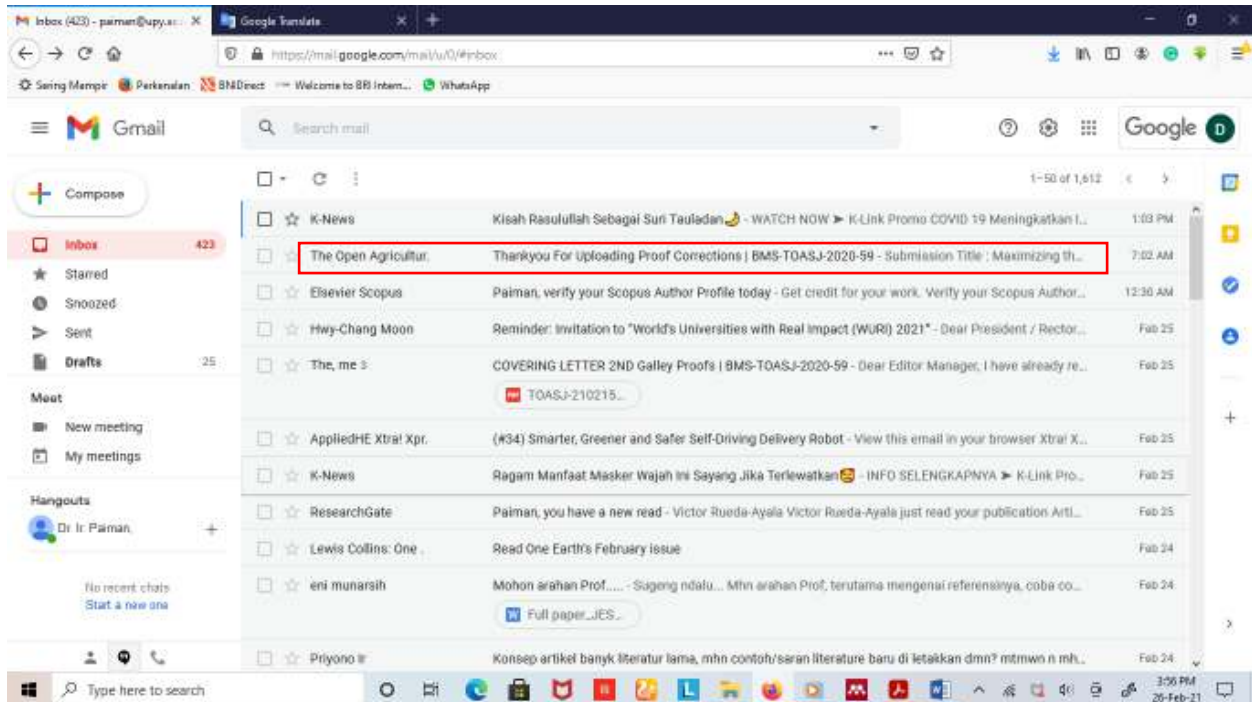 Inbox (423) - paiman@upy.ac.
Google Translate
https://mail.google.com/mail/u/0/#inbox
Saring Mampir
Perkenalan
BNIDirect
Welcome to BRI Intern...
WhatsApp
Gmail
Search mail
Google
D
Compose
1–50 of 1,612
Inbox 423
Starred
Snoozed
Sent
Drafts 25
Meet
New meeting
My meetings
Hangouts
Dr Ir Paiman,
No recent chats
Start a new one
K-News Kisah Rasulullah Sebagai Suri Tauladan🌙 - WATCH NOW ➤ K-Link Promo COVID 19 Meningkatkan I... 1:03 PM
The Open Agricultur. Thankyou For Uploading Proof Corrections | BMS-TOASJ-2020-59 - Submission Title : Maximizing th... 7:02 AM
Elsevier Scopus Paiman, verify your Scopus Author Profile today - Get credit for your work. Verify your Scopus Author... 12:30 AM
Hwy-Chang Moon Reminder: Invitation to "World's Universities with Real Impact (WURI) 2021" - Dear President / Rector... Feb 25
The, me 3 COVERING LETTER 2ND Galley Proofs | BMS-TOASJ-2020-59 - Dear Editor Manager, I have already re... Feb 25
TOASJ-210215...
AppliedHE Xtra! Xpr. (#34) Smarter, Greener and Safer Self-Driving Delivery Robot - View this email in your browser Xtra! X... Feb 25
K-News Ragam Manfaat Masker Wajah Ini Sayang Jika Terlewatkan🥰 - INFO SELENGKAPNYA ➤ K-Link Pro... Feb 25
ResearchGate Paiman, you have a new read - Victor Rueda-Ayala Victor Rueda-Ayala just read your publication Arti... Feb 25
Lewis Collins: One . Read One Earth's February issue Feb 24
eni munarsih Mohon arahan Prof..... - Sugeng ndalu... Mhn arahan Prof, terutama mengenai referensinya, coba co... Feb 24
Full paper_JES...
Priyono Ir Konsep artikel banyk literatur lama, mhn contoh/saran literature baru di letakkan dmn? mtrnwn n mh... Feb 24
Type here to search
3:56 PM
26-Feb-21